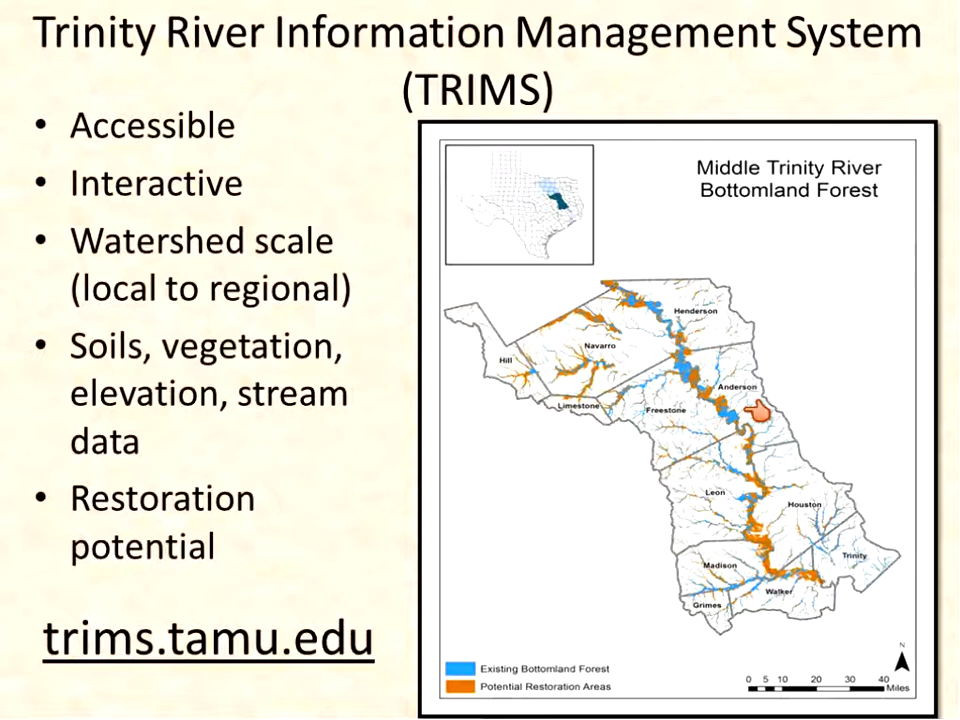 Trinity River Information Management System
(TRIMS)
• Accessible
• Interactive
• Watershed scale
(local to regional)
• Soils, vegetation,
elevation, stream
data
• Restoration
potential
trims.tamu.edu
Middle Trinity River
Bottomland Forest
Henderson
Navarro
Hill
Anderson
Limestone
Freestone
Leon
Houston
Trinity
Madison
Walker
Grimes
N
Existing Bottomland Forest
Potential Restoration Areas
0 5 10 20 30 40
Miles